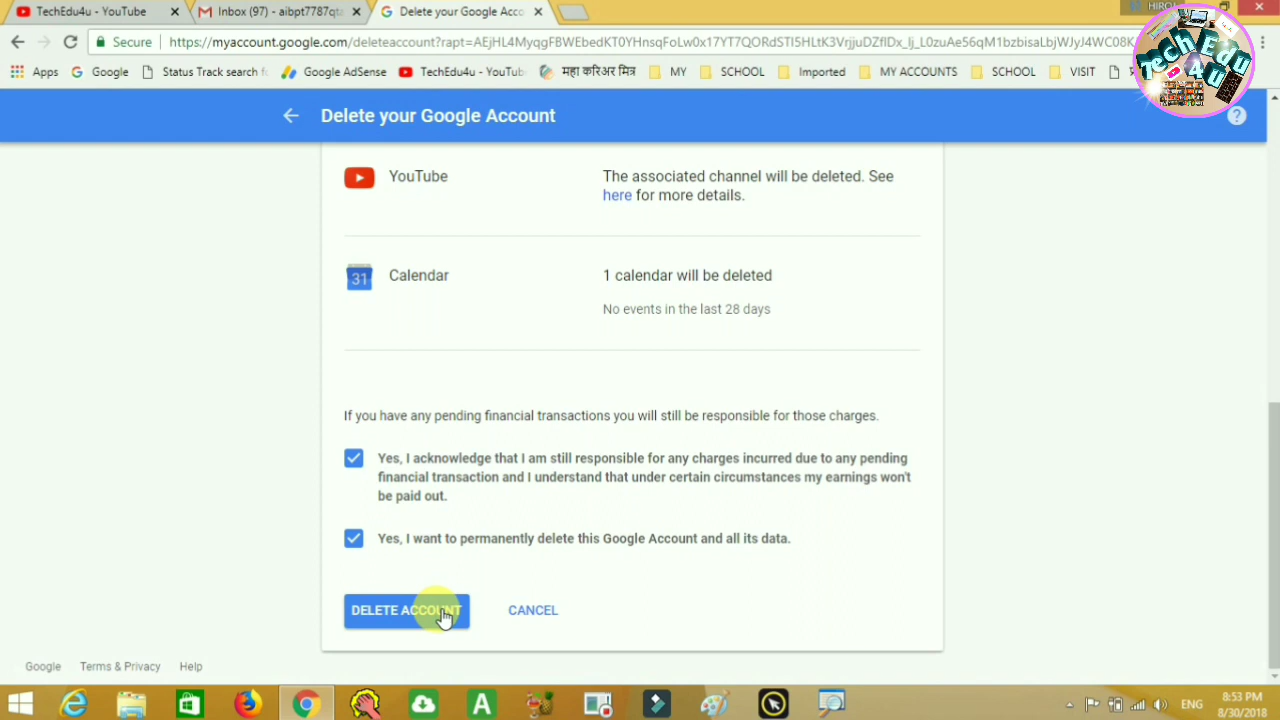 TechEdu4u - YouTube
Inbox (97) - aibpt7787qta
Delete your Google Acco
HIRO
Secure
https://myaccount.google.com/deleteaccount?
Apps
Google
Status Track search f
Google AdSense
TechEdu4u - YouTub
महा करिअर मित्र
MY
SCHOOL
Imported
MY ACCOUNTS
SCHOOL
VISIT
Tech Edu
4u
Delete your Google Account
YouTube
The associated channel will be deleted. See
here for more details.
Calendar
31
1 calendar will be deleted
No events in the last 28 days
If you have any pending financial transactions you will still be responsible for those charges.
Yes, I acknowledge that I am still responsible for any charges incurred due to any pending
financial transaction and I understand that under certain circumstances my earnings won't
be paid out.
Yes, I want to permanently delete this Google Account and all its data.
DELETE ACCOUNT
CANCEL
Google
Terms & Privacy
Help
ENG
8:53 PM
8/30/2018